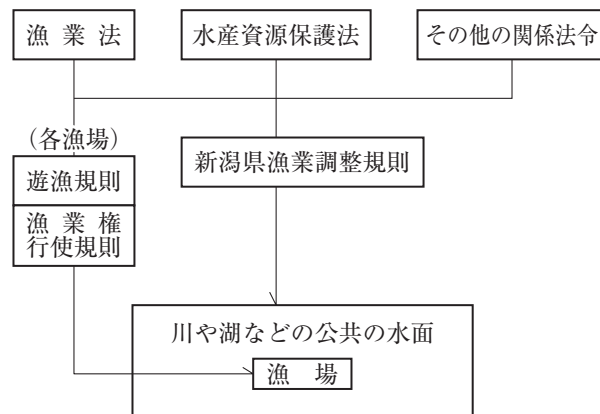 漁業法
水産資源保護法
その他の関係法令
(各漁場)
遊漁規則
漁業権
行使規則
新潟県漁業調整規則
川や湖などの公共の水面
漁場